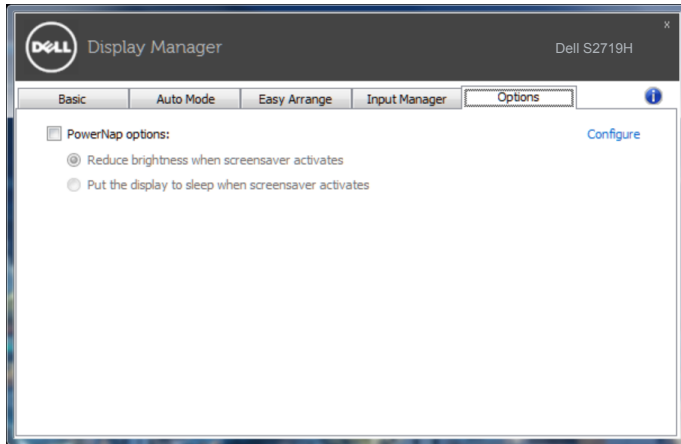 x
DELL Display Manager Dell S2719H
Basic Auto Mode Easy Arrange Input Manager Options i
PowerNap options: Configure
Reduce brightness when screensaver activates
Put the display to sleep when screensaver activates